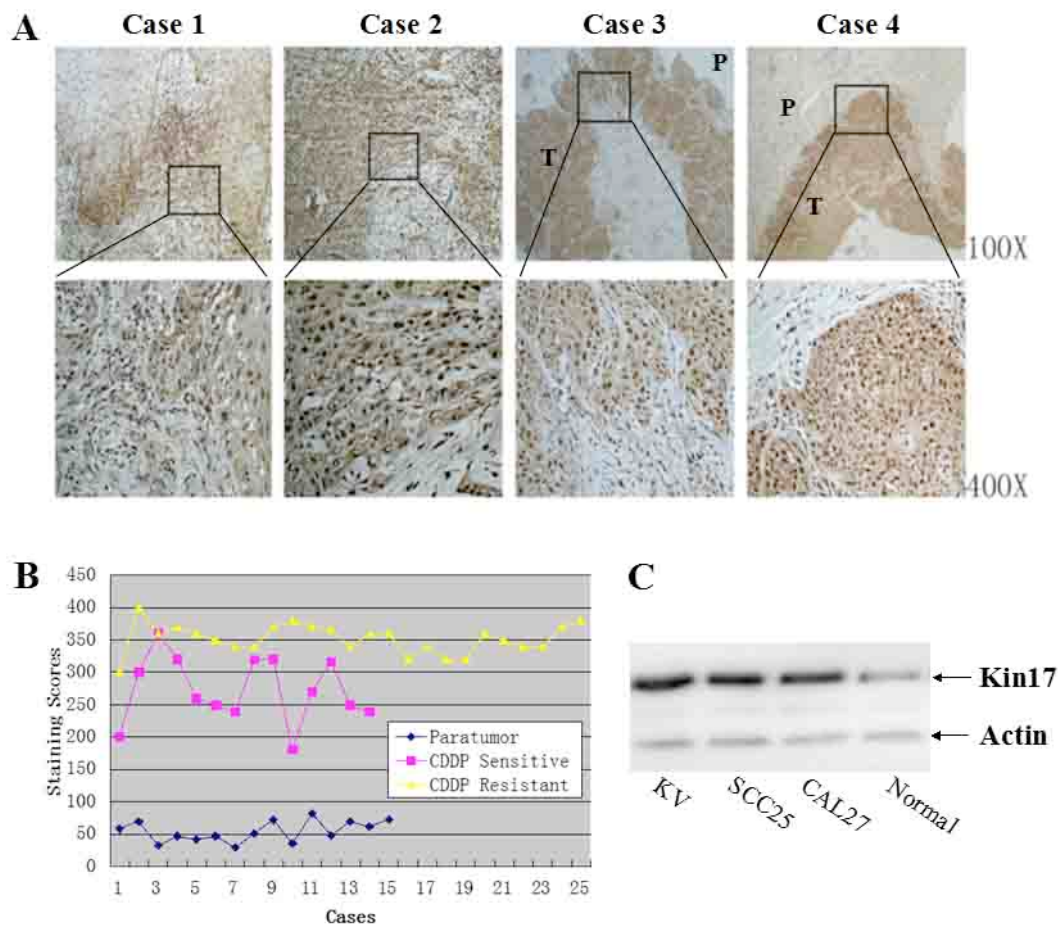 A
Case 1 Case 2 Case 3 Case 4
P
P
T
T
100X
400X
B
450
400
350
300
250
200
150
100
50
0
Staining Scores
Paratumor
CDDP Sensitive
CDDP Resistant
1 3 5 7 9 11 13 15 17 19 21 23 25
Cases
C
Kin17
Actin
KV SCC25 CAL27 Normal